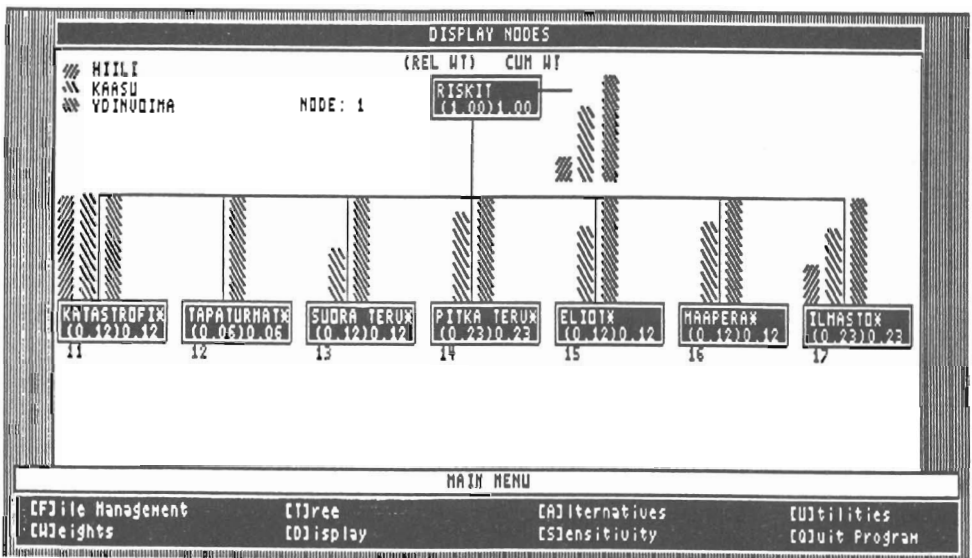 DISPLAY NODES
(REL WT) CUM WT
HIILI
KAASU
YDINVOIMA
NODE: 1
RISKIT
(1.00)1.00
KATASTROFI*
(0.12)0.12
11
TAPATURMAT*
(0.06)0.06
12
SUORA TERV*
(0.12)0.12
13
PITKA TERV*
(0.23)0.23
14
ELIOT*
(0.12)0.12
15
MAAPERA*
(0.12)0.12
16
ILMASTO*
(0.23)0.23
17
MAIN MENU
[F]ile Management [T]ree [A]lternatives [U]tilities
[W]eights [D]isplay [S]ensitivity [Q]uit Program